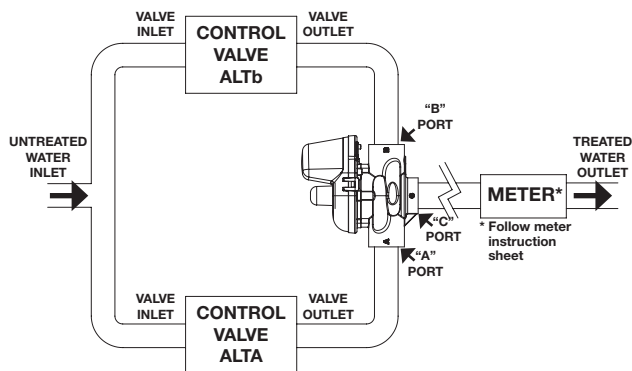 VALVE
INLET
CONTROL
VALVE
ALTb
VALVE
OUTLET
"B"
PORT
UNTREATED
WATER
INLET
B
TREATED
WATER
OUTLET
METER*
C
"C"
PORT
* Follow meter
instruction
sheet
A
"A"
PORT
VALVE
INLET
CONTROL
VALVE
ALTA
VALVE
OUTLET